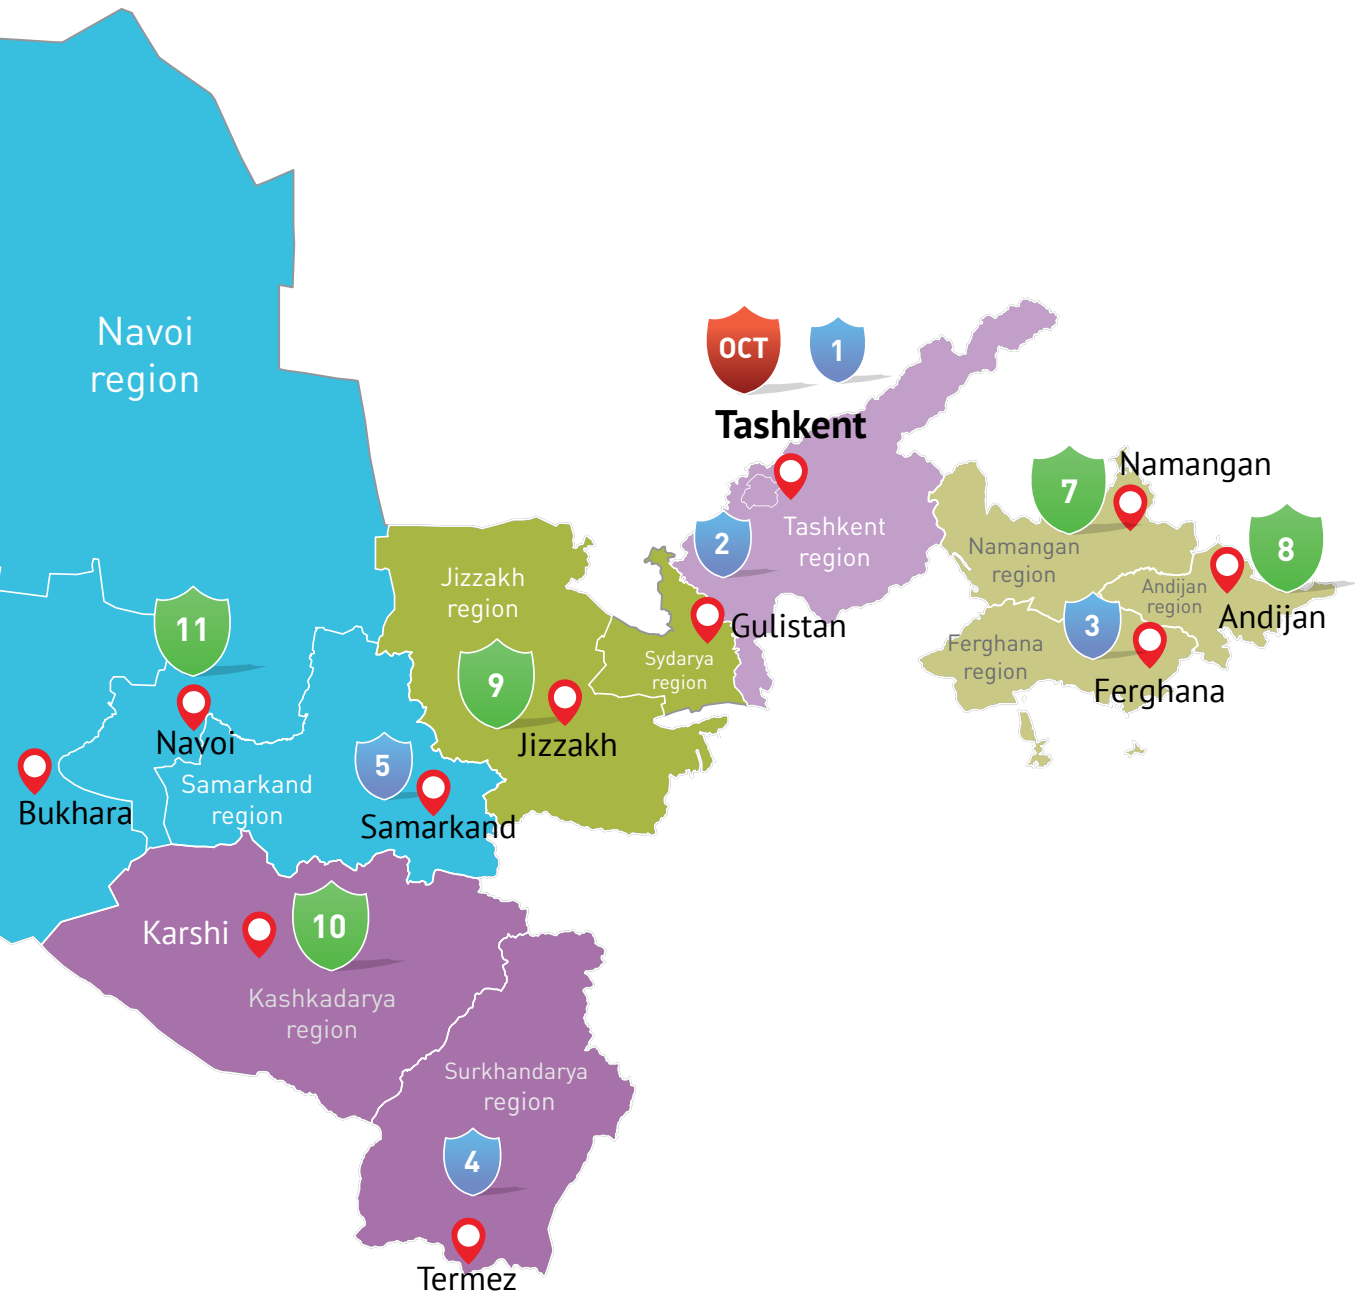 Navoi
region
OCT
1
Tashkent
7
Namangan
8
2
Tashkent
region
Namangan
region
Andijan
region
Andijan
Jizzakh
region
11
Gulistan
3
Ferghana
region
Ferghana
Sydarya
region
9
Jizzakh
Navoi
5
Samarkand
region
Bukhara
Samarkand
Karshi
10
Kashkadarya
region
Surkhandarya
region
4
Termez